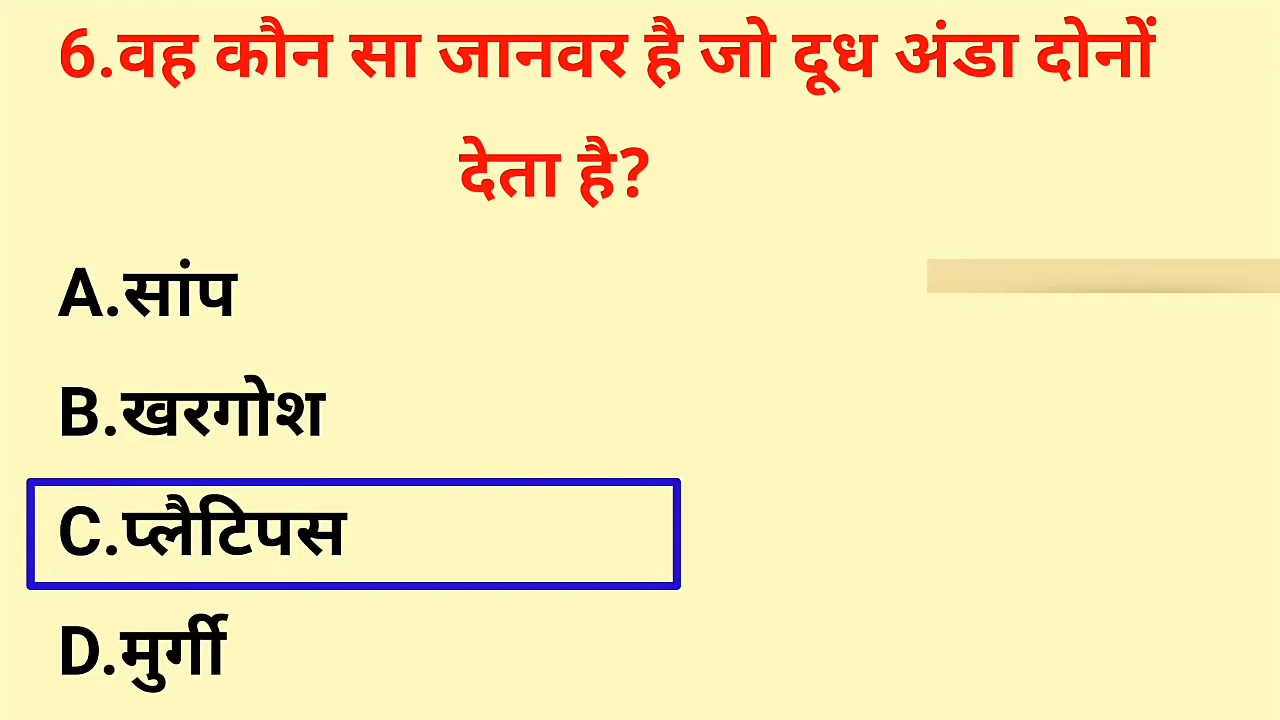 6.वह कौन सा जानवर है जो दूध अंडा दोनों
देता है?
A.सांप
B.खरगोश
C.प्लैटिपस
D.मुर्गी